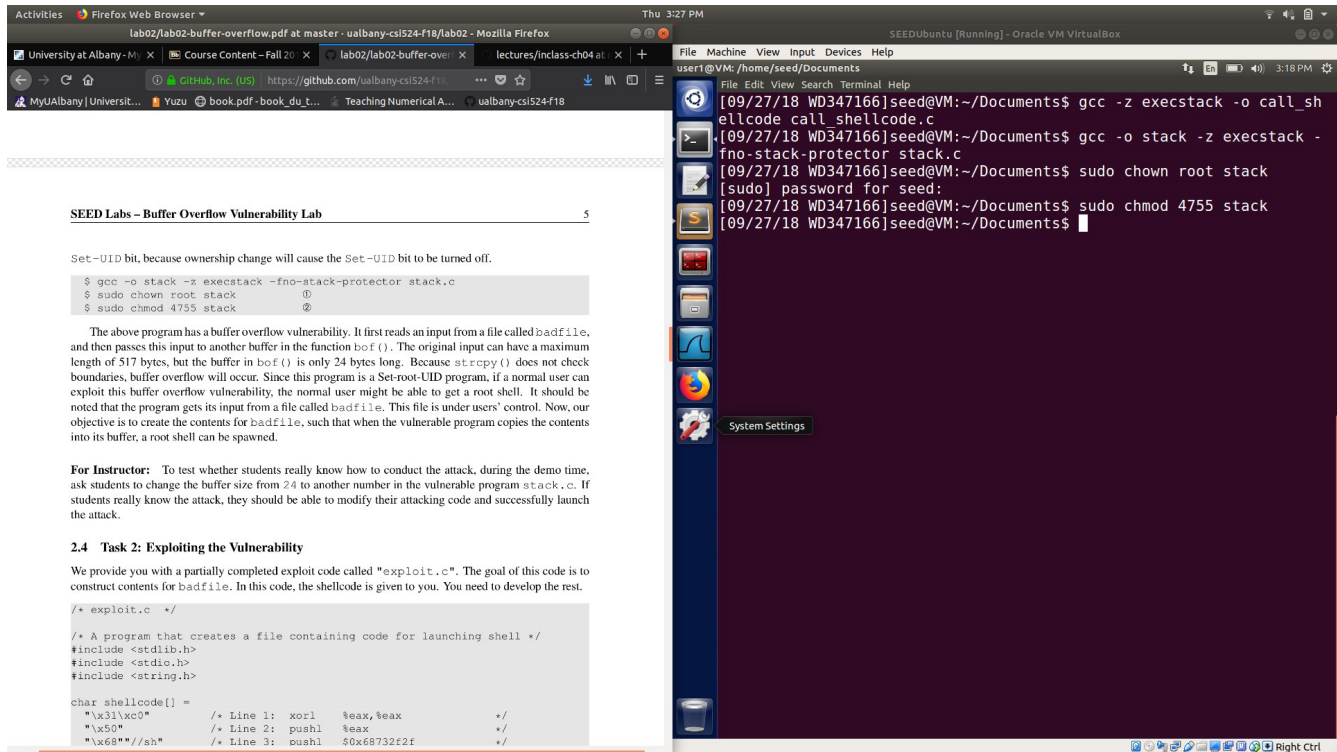 Activities Firefox Web Browser Thu 3:27 PM
lab02/lab02-buffer-overflow.pdf at master · ualbany-csi524-f18/lab02 - Mozilla Firefox
University at Albany - My
Course Content – Fall 201
lab02/lab02-buffer-overf
lectures/inclass-ch04 at
GitHub, Inc. (US) https://github.com/ualbany-csi524-f18
MyUAlbany | Universit... Yuzu book.pdf - book_du_t... Teaching Numerical A... ualbany-csi524-f18
SEED Labs – Buffer Overflow Vulnerability Lab 5
Set-UID bit, because ownership change will cause the Set-UID bit to be turned off.
$ gcc -o stack -z execstack -fno-stack-protector stack.c
$ sudo chown root stack ①
$ sudo chmod 4755 stack ②
The above program has a buffer overflow vulnerability. It first reads an input from a file called badfile,
and then passes this input to another buffer in the function bof(). The original input can have a maximum
length of 517 bytes, but the buffer in bof() is only 24 bytes long. Because strcpy() does not check
boundaries, buffer overflow will occur. Since this program is a Set-root-UID program, if a normal user can
exploit this buffer overflow vulnerability, the normal user might be able to get a root shell. It should be
noted that the program gets its input from a file called badfile. This file is under users' control. Now, our
objective is to create the contents for badfile, such that when the vulnerable program copies the contents
into its buffer, a root shell can be spawned.
For Instructor: To test whether students really know how to conduct the attack, during the demo time,
ask students to change the buffer size from 24 to another number in the vulnerable program stack.c. If
students really know the attack, they should be able to modify their attacking code and successfully launch
the attack.
2.4 Task 2: Exploiting the Vulnerability
We provide you with a partially completed exploit code called "exploit.c". The goal of this code is to
construct contents for badfile. In this code, the shellcode is given to you. You need to develop the rest.
/* exploit.c */
/* A program that creates a file containing code for launching shell */
#include <stdlib.h>
#include <stdio.h>
#include <string.h>
char shellcode[] =
"\x31\xc0" /* Line 1: xorl %eax,%eax */
"\x50" /* Line 2: pushl %eax */
"\x68""//sh" /* Line 3: pushl $0x68732f2f */
SEEDUbuntu [Running] - Oracle VM VirtualBox
File Machine View Input Devices Help
user1@VM: /home/seed/Documents En 3:18 PM
File Edit View Search Terminal Help
[09/27/18 WD347166]seed@VM:~/Documents$ gcc -z execstack -o call_sh
ellcode call_shellcode.c
[09/27/18 WD347166]seed@VM:~/Documents$ gcc -o stack -z execstack -
fno-stack-protector stack.c
[09/27/18 WD347166]seed@VM:~/Documents$ sudo chown root stack
[sudo] password for seed:
[09/27/18 WD347166]seed@VM:~/Documents$ sudo chmod 4755 stack
[09/27/18 WD347166]seed@VM:~/Documents$
System Settings
Right Ctrl